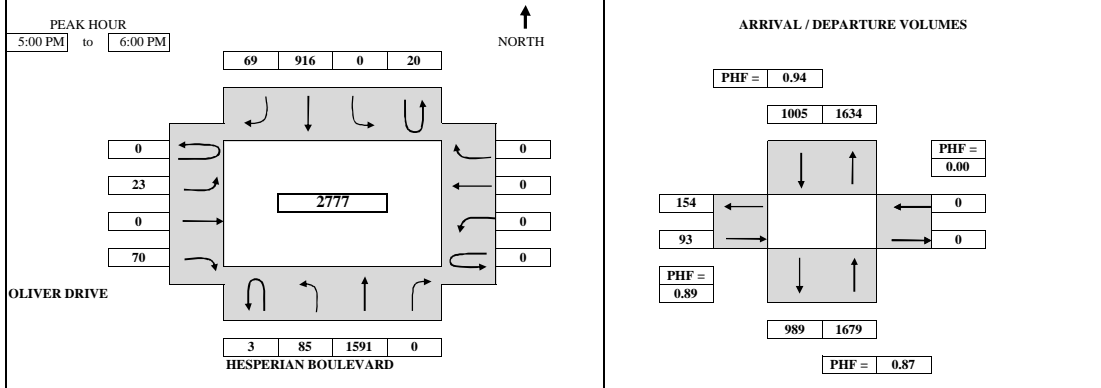 PEAK HOUR
5:00 PM to 6:00 PM
NORTH
69 916 0 20
0
23
0
70
2777
0
0
0
0
OLIVER DRIVE
3 85 1591 0
HESPERIAN BOULEVARD
ARRIVAL / DEPARTURE VOLUMES
PHF = 0.94
1005 1634
PHF =
0.00
154
93
0
0
PHF =
0.89
989 1679
PHF = 0.87